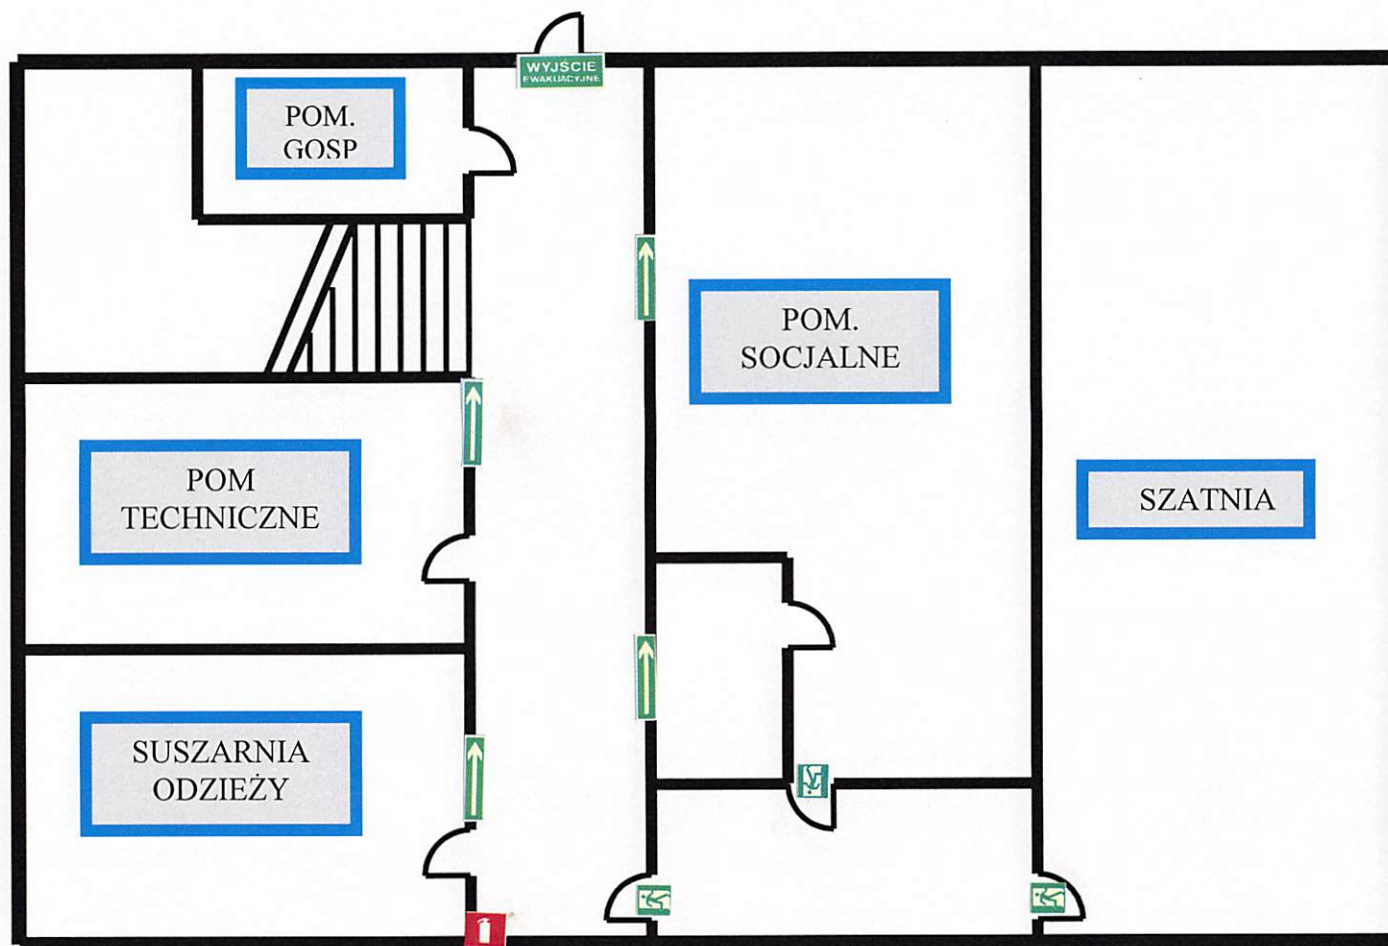 WYJŚCIE
EWAKUACYJNE
POM.
GOSP
POM.
SOCJALNE
POM
TECHNICZNE
SZATNIA
SUSZARNIA
ODZIEŻY